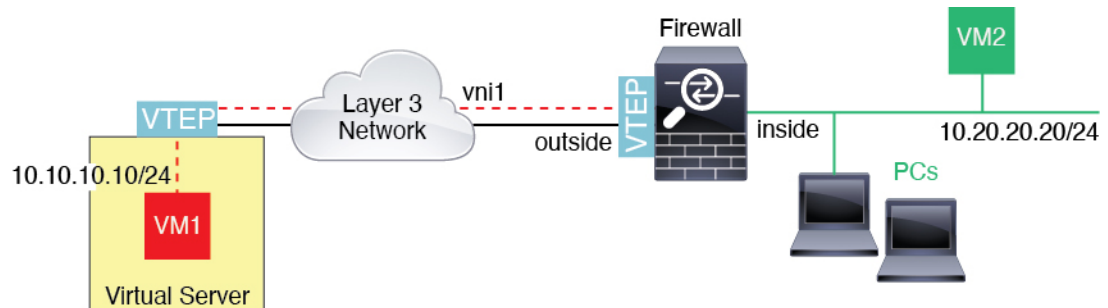 Firewall
VM2
VTEP
Layer 3
Network
vni1
outside
VTEP
inside
10.20.20.20/24
10.10.10.10/24
VM1
Virtual Server
PCs